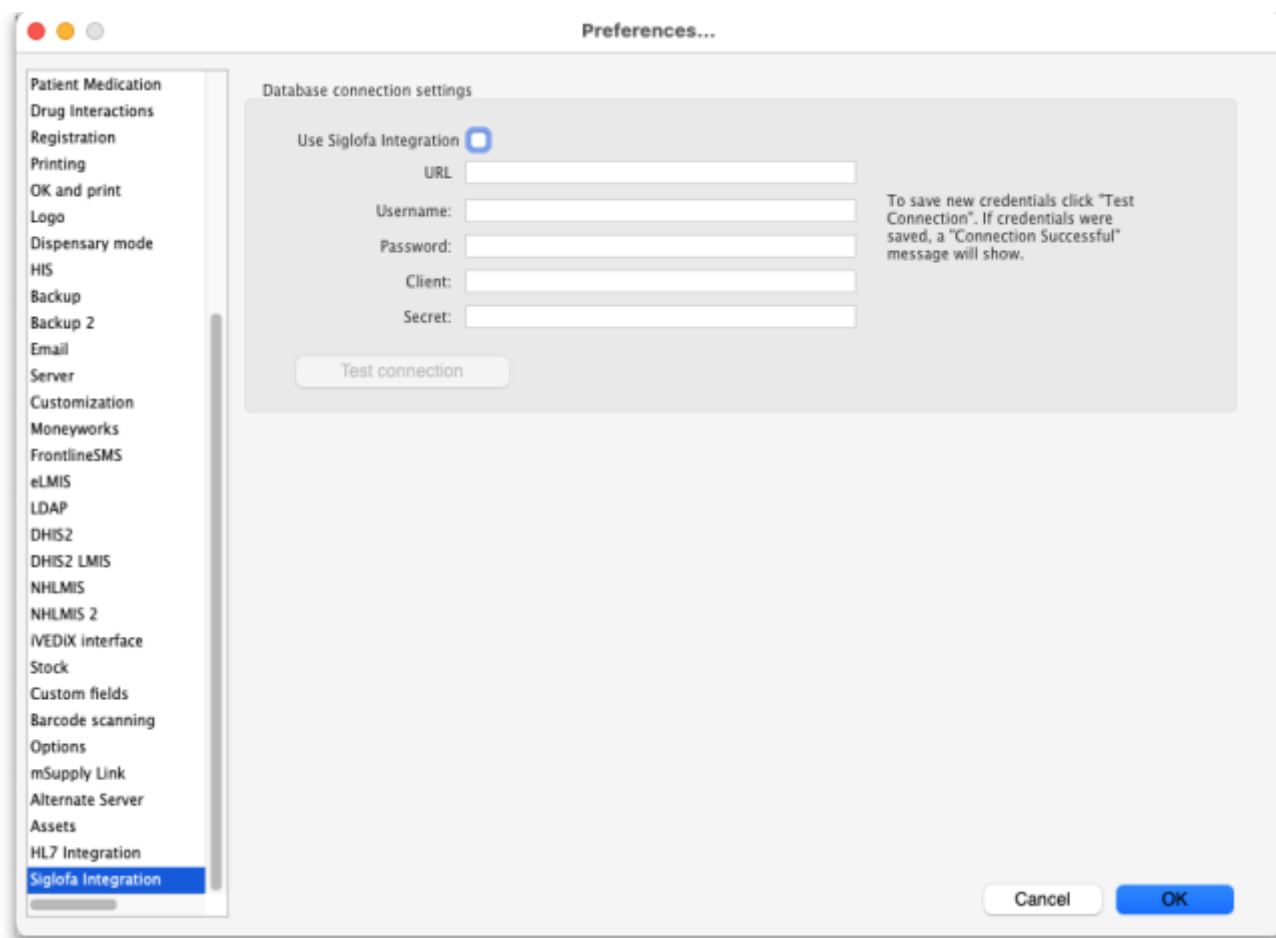 Preferences...
Patient Medication
Drug Interactions
Registration
Printing
OK and print
Logo
Dispensary mode
HIS
Backup
Backup 2
Email
Server
Customization
Moneyworks
FrontlineSMS
eLMIS
LDAP
DHIS2
DHIS2 LMIS
NHLMIS
NHLMIS 2
iVEDiX interface
Stock
Custom fields
Barcode scanning
Options
mSupply Link
Alternate Server
Assets
HL7 Integration
Siglofa Integration
Database connection settings
Use Siglofa Integration
URL
Username:
Password:
Client:
Secret:
To save new credentials click "Test
Connection". If credentials were
saved, a "Connection Successful"
message will show.
Test connection
Cancel
OK